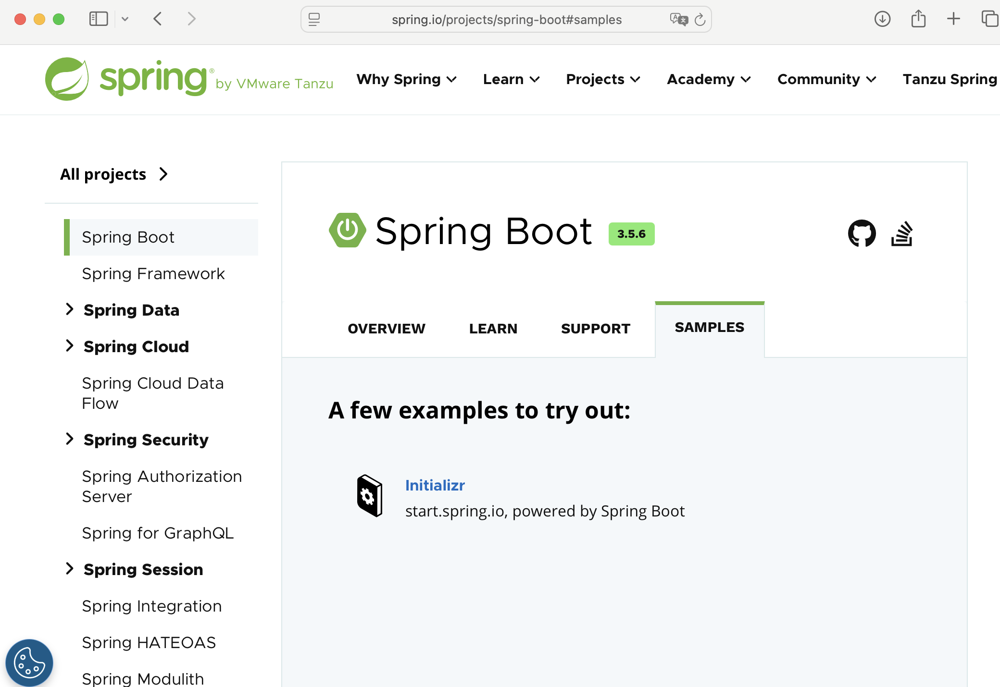 spring.io/projects/spring-boot#samples
spring® by VMware Tanzu
Why Spring
Learn
Projects
Academy
Community
Tanzu Spring
All projects
Spring Boot
Spring Framework
Spring Data
Spring Cloud
Spring Cloud Data
Flow
Spring Security
Spring Authorization
Server
Spring for GraphQL
Spring Session
Spring Integration
Spring HATEOAS
Spring Modulith
Spring Boot 3.5.6
OVERVIEW
LEARN
SUPPORT
SAMPLES
A few examples to try out:
Initializr
start.spring.io, powered by Spring Boot